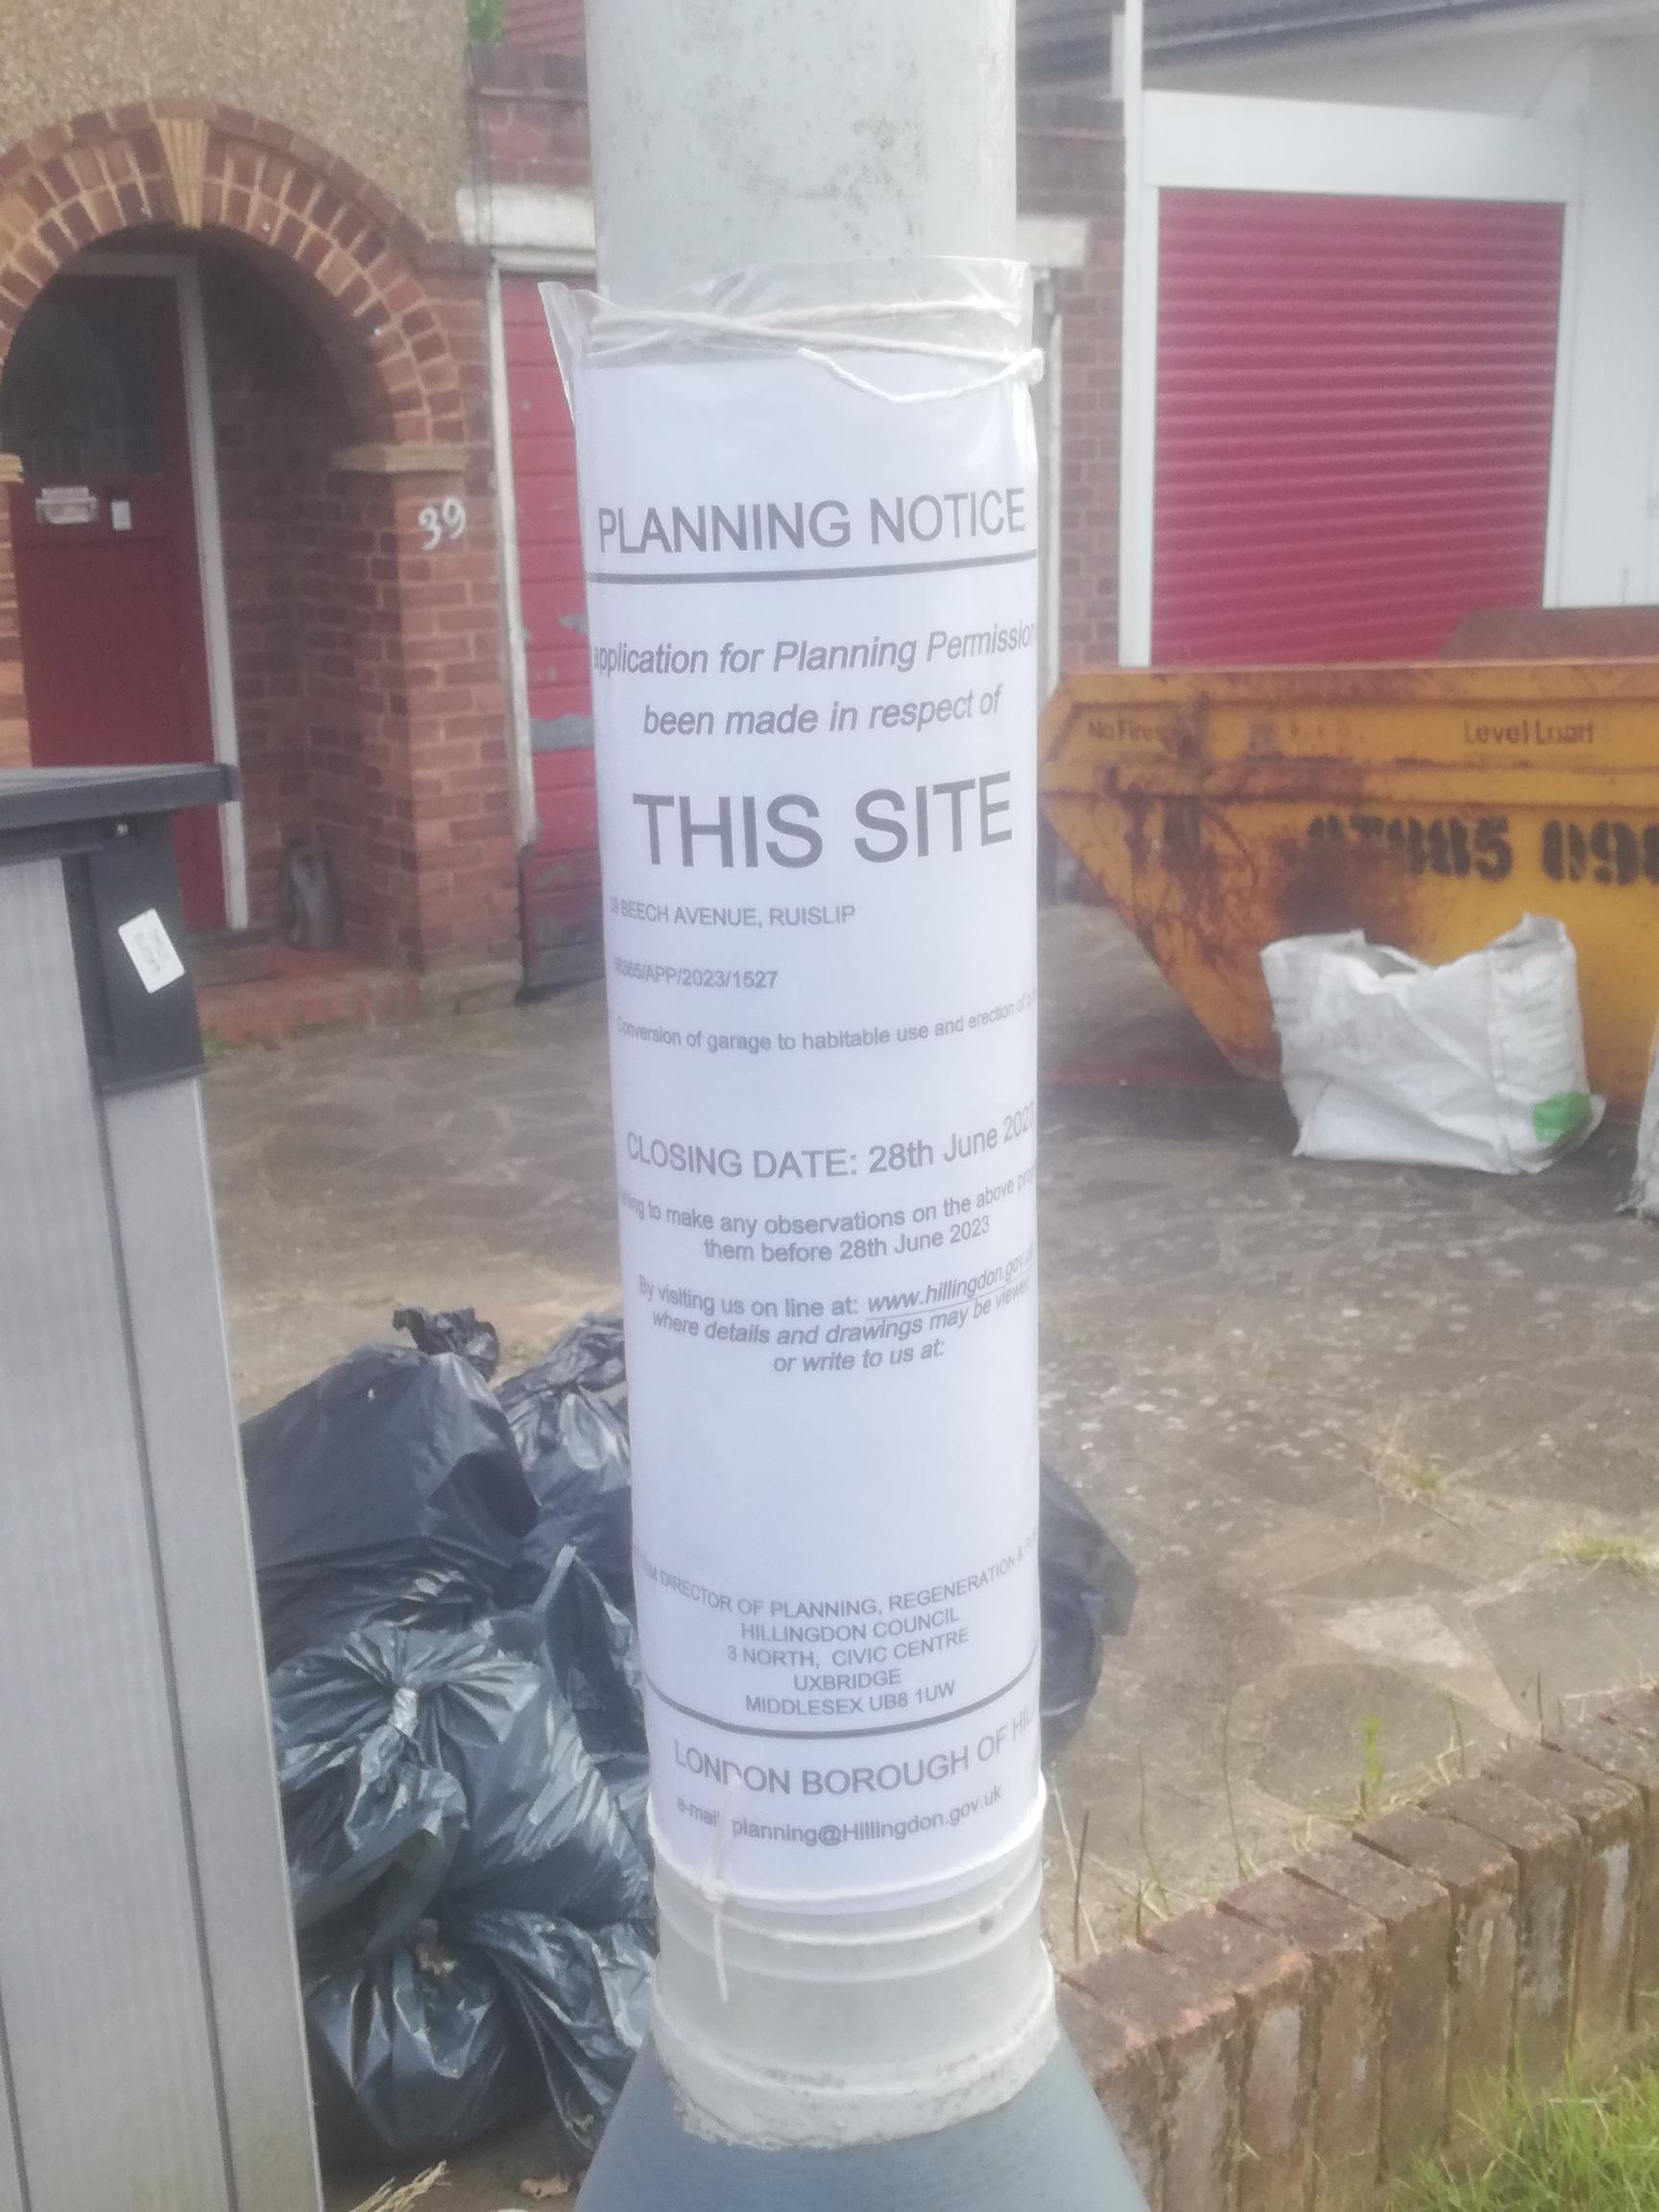 39
PLANNING NOTICE
application for Planning Permission
been made in respect of
THIS SITE
39 BEECH AVENUE, RUISLIP
/APP/2023/1527
Conversion of garage to habitable use and erection of a
CLOSING DATE: 28th June 2023
to make any observations on the above
them before 28th June 2023
By visiting us on line at: www.hillingdon.gov.uk
where details and drawings may be viewed
or write to us at:
DIRECTOR OF PLANNING, REGENERATION &
HILLINGDON COUNCIL
3 NORTH, CIVIC CENTRE
UXBRIDGE
MIDDLESEX UB8 1UW
LONDON BOROUGH OF
e-mail planning@Hillingdon.gov.uk
No Fires
Level Load